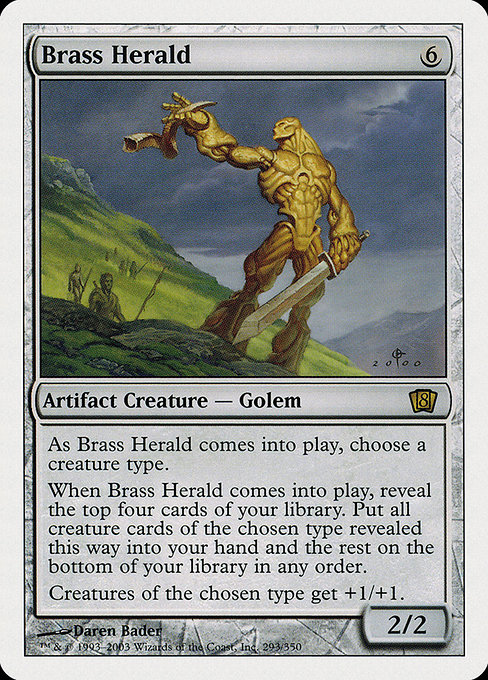 Brass Herald 6
2000
Artifact Creature — Golem 8
As Brass Herald comes into play, choose a
creature type.
When Brass Herald comes into play, reveal
the top four cards of your library. Put all
creature cards of the chosen type revealed
this way into your hand and the rest on the
bottom of your library in any order.
Creatures of the chosen type get +1/+1.
Daren Bader
2/2
™ & © 1993–2003 Wizards of the Coast, Inc. 293/350